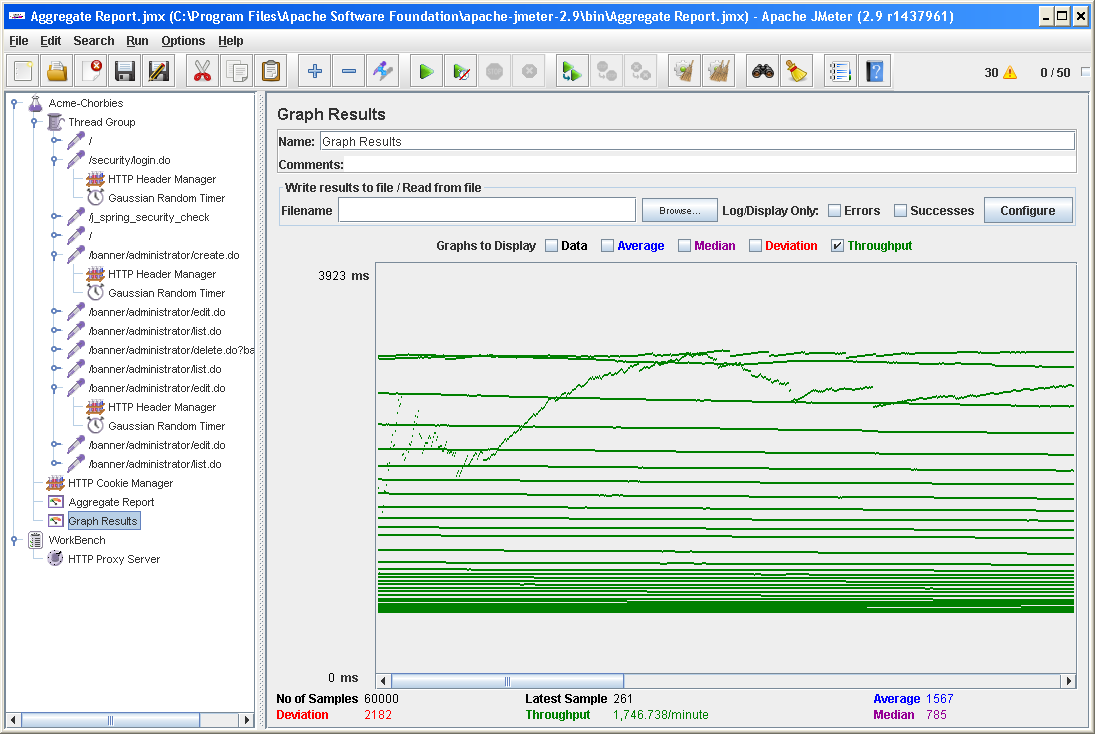 Aggregate Report.jmx (C:\Program Files\Apache Software Foundation\apache-jmeter-2.9\bin\Aggregate Report.jmx) - Apache JMeter (2.9 r1437961)
File Edit Search Run Options Help
30 0 / 50
Acme-Chorbies
Thread Group
/
/security/login.do
HTTP Header Manager
Gaussian Random Timer
/j_spring_security_check
/
/banner/administrator/create.do
HTTP Header Manager
Gaussian Random Timer
/banner/administrator/edit.do
/banner/administrator/list.do
/banner/administrator/delete.do?ba
/banner/administrator/list.do
/banner/administrator/edit.do
HTTP Header Manager
Gaussian Random Timer
/banner/administrator/edit.do
/banner/administrator/list.do
HTTP Cookie Manager
Aggregate Report
Graph Results
WorkBench
HTTP Proxy Server
Graph Results
Name: Graph Results
Comments:
Write results to file / Read from file
Filename Browse... Log/Display Only: Errors Successes Configure
Graphs to Display Data Average Median Deviation Throughput
3923 ms
0 ms
No of Samples 60000 Latest Sample 261 Average 1567
Deviation 2182 Throughput 1,746.738/minute Median 785